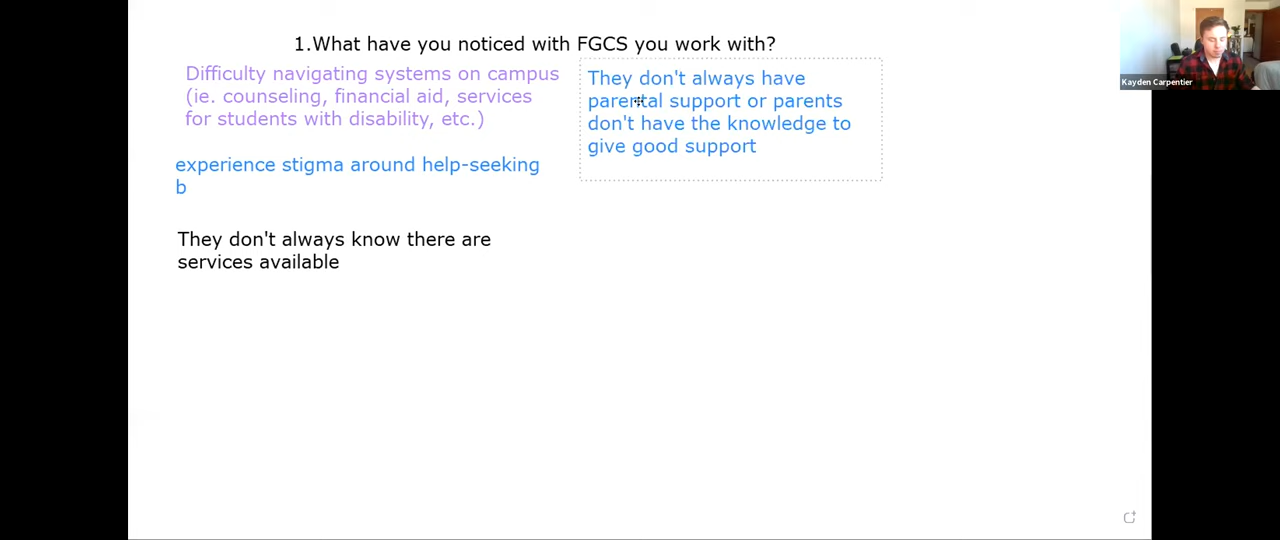 1.What have you noticed with FGCS you work with?
Kayden Carpentier
Difficulty navigating systems on campus
(ie. counseling, financial aid, services
for students with disability, etc.)
They don't always have
parental support or parents
don't have the knowledge to
give good support
experience stigma around help-seeking
b
They don't always know there are
services available